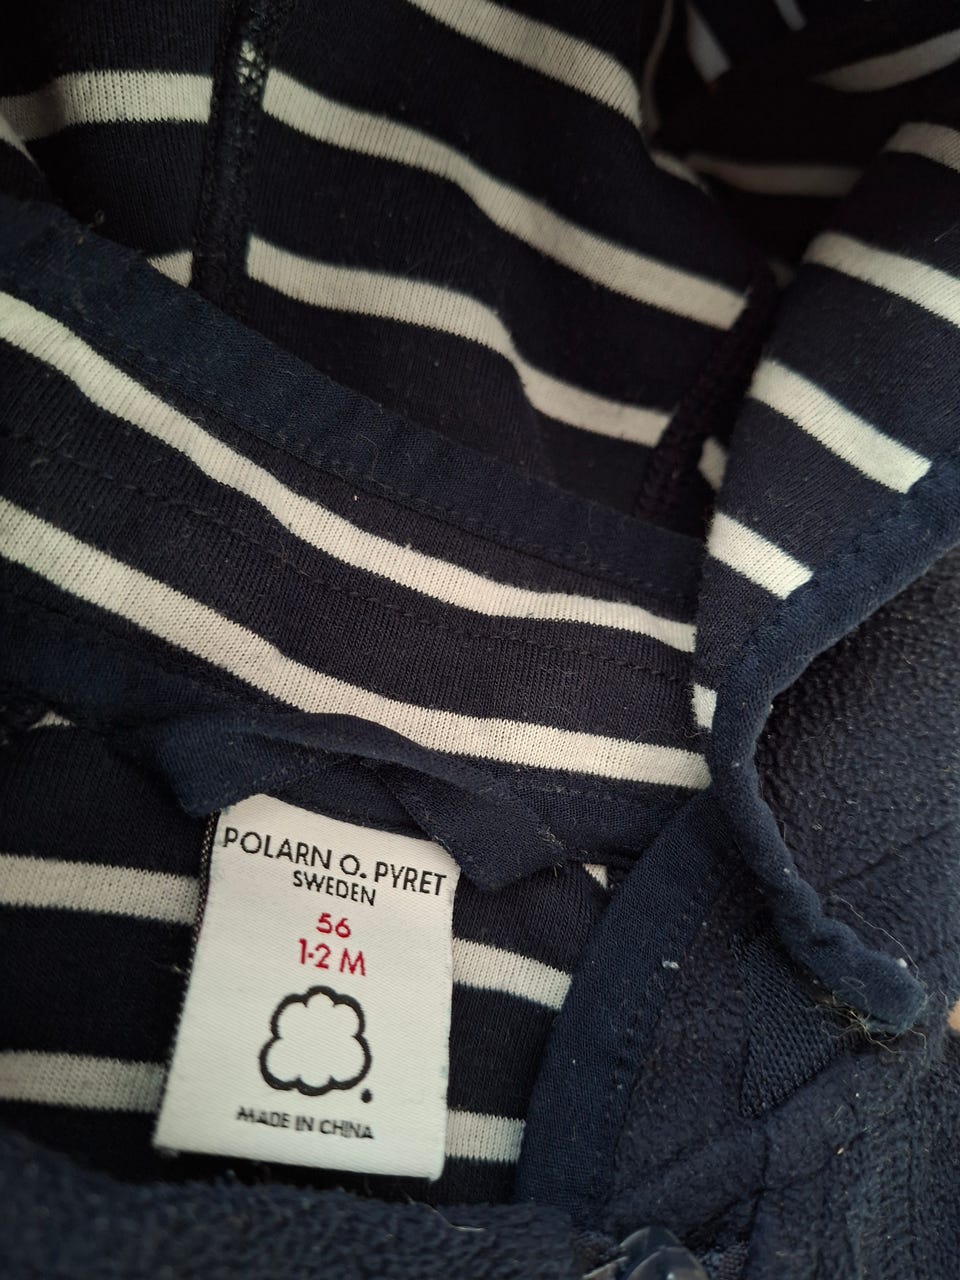 POLARN O. PYRET
SWEDEN
56
1-2 M
MADE IN CHINA